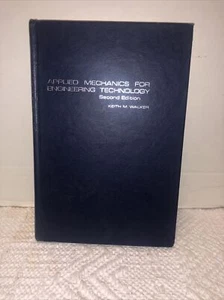 APPLIED MECHANICS FOR
ENGINEERING TECHNOLOGY
Second Edition
KEITH M. WALKER